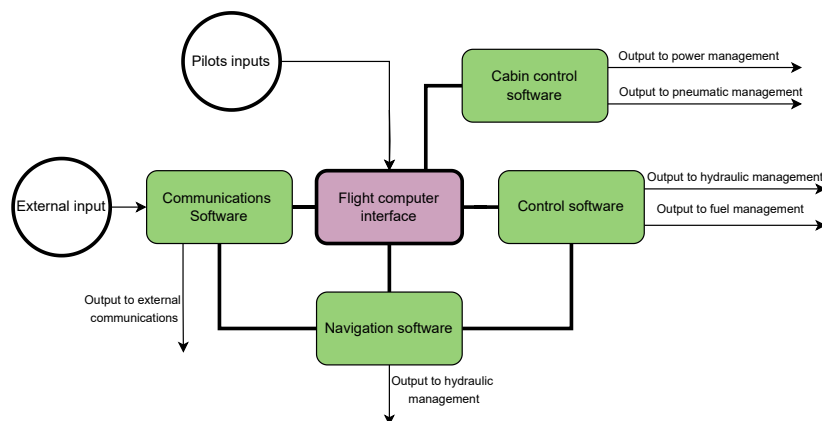 Pilots inputs
Cabin control
software
Output to power management
Output to pneumatic management
External input
Communications
Software
Flight computer
interface
Control software
Output to hydraulic management
Output to fuel management
Output to external
communications
Navigation software
Output to hydraulic
management